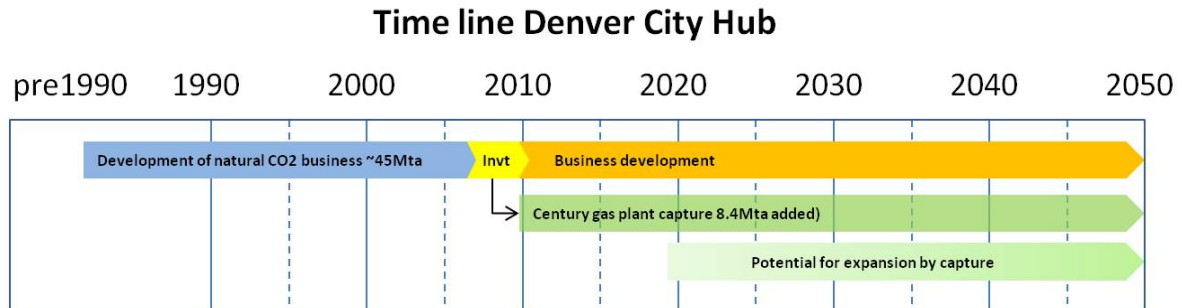 Time line Denver City Hub
pre1990 1990 2000 2010 2020 2030 2040 2050
Development of natural CO2 business ~45Mta Invt Business development
Century gas plant capture 8.4Mta added)
Potential for expansion by capture